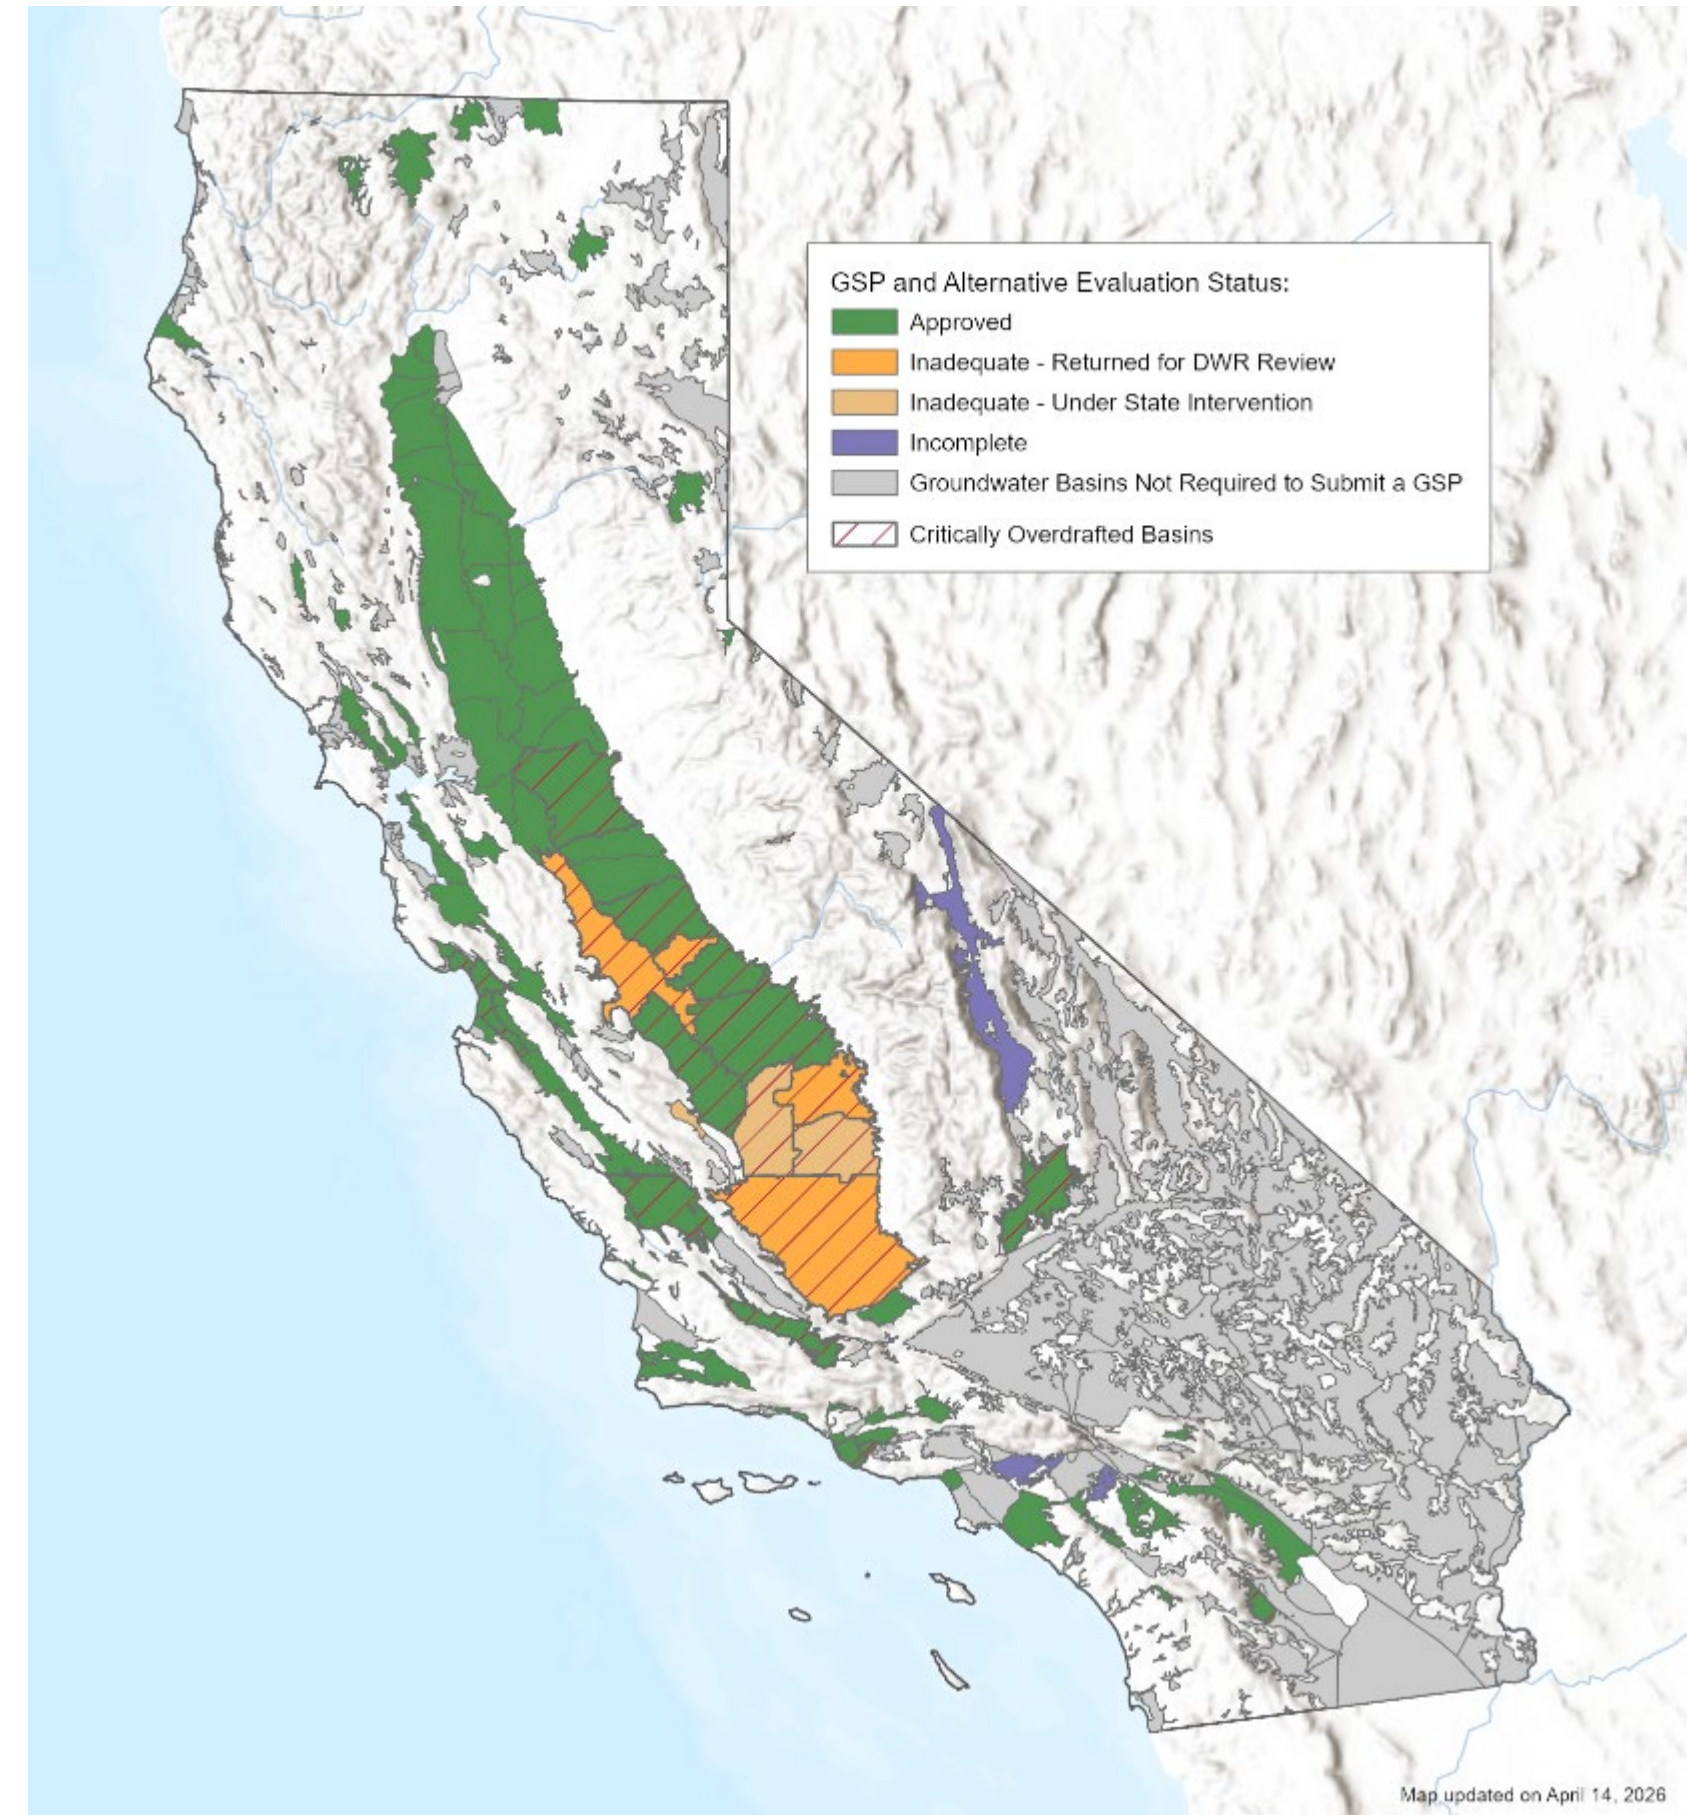 GSP and Alternative Evaluation Status:
Approved
Inadequate - Returned for DWR Review
Inadequate - Under State Intervention
Incomplete
Groundwater Basins Not Required to Submit a GSP
Critically Overdrafted Basins
Map updated on April 14, 2026